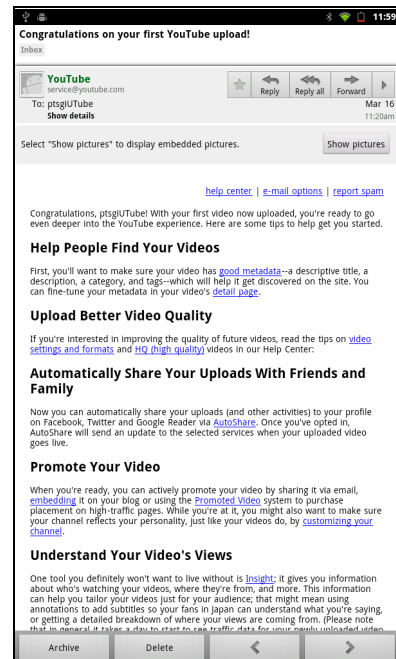 11:59
Congratulations on your first YouTube upload!
Inbox
YouTube
service@youtube.com
Reply
Reply all
Forward
To: ptsgiUTube
Mar 16
Show details
11:20am
Select "Show pictures" to display embedded pictures.
Show pictures
help center | e-mail options | report spam
Congratulations, ptsgiUTube! With your first video now uploaded, you're ready to go
even deeper into the YouTube experience. Here are some tips to help get you started.
Help People Find Your Videos
First, you'll want to make sure your video has good metadata--a descriptive title, a
description, a category, and tags--which will help it get discovered on the site. You
can fine-tune your metadata in your video's detail page.
Upload Better Video Quality
If you're interested in improving the quality of future videos, read the tips on video
settings and formats and HQ (high quality) videos in our Help Center:
Automatically Share Your Uploads With Friends and
Family
Now you can automatically share your uploads (and other activities) to your profile
on Facebook, Twitter and Google Reader via AutoShare. Once you've opted in,
AutoShare will send an update to the selected services when your uploaded video
goes live.
Promote Your Video
When you're ready, you can actively promote your video by sharing it via email,
embedding it on your blog or using the Promoted Video system to purchase
placement on high-traffic pages. While you're at it, you might also want to make sure
your channel reflects your personality, just like your videos do, by customizing your
channel.
Understand Your Video's Views
One tool you definitely won't want to live without is Insight; it gives you information
about who's watching your videos, where they're from, and more. This information
can help you tailor your videos just for your audience; that might mean using
annotations to add subtitles so your fans in Japan can understand what you're saying,
or getting a detailed breakdown of where your views are coming from. (Please note
that in general it takes a day to start to see traffic data for your newly uploaded video
Archive
Delete